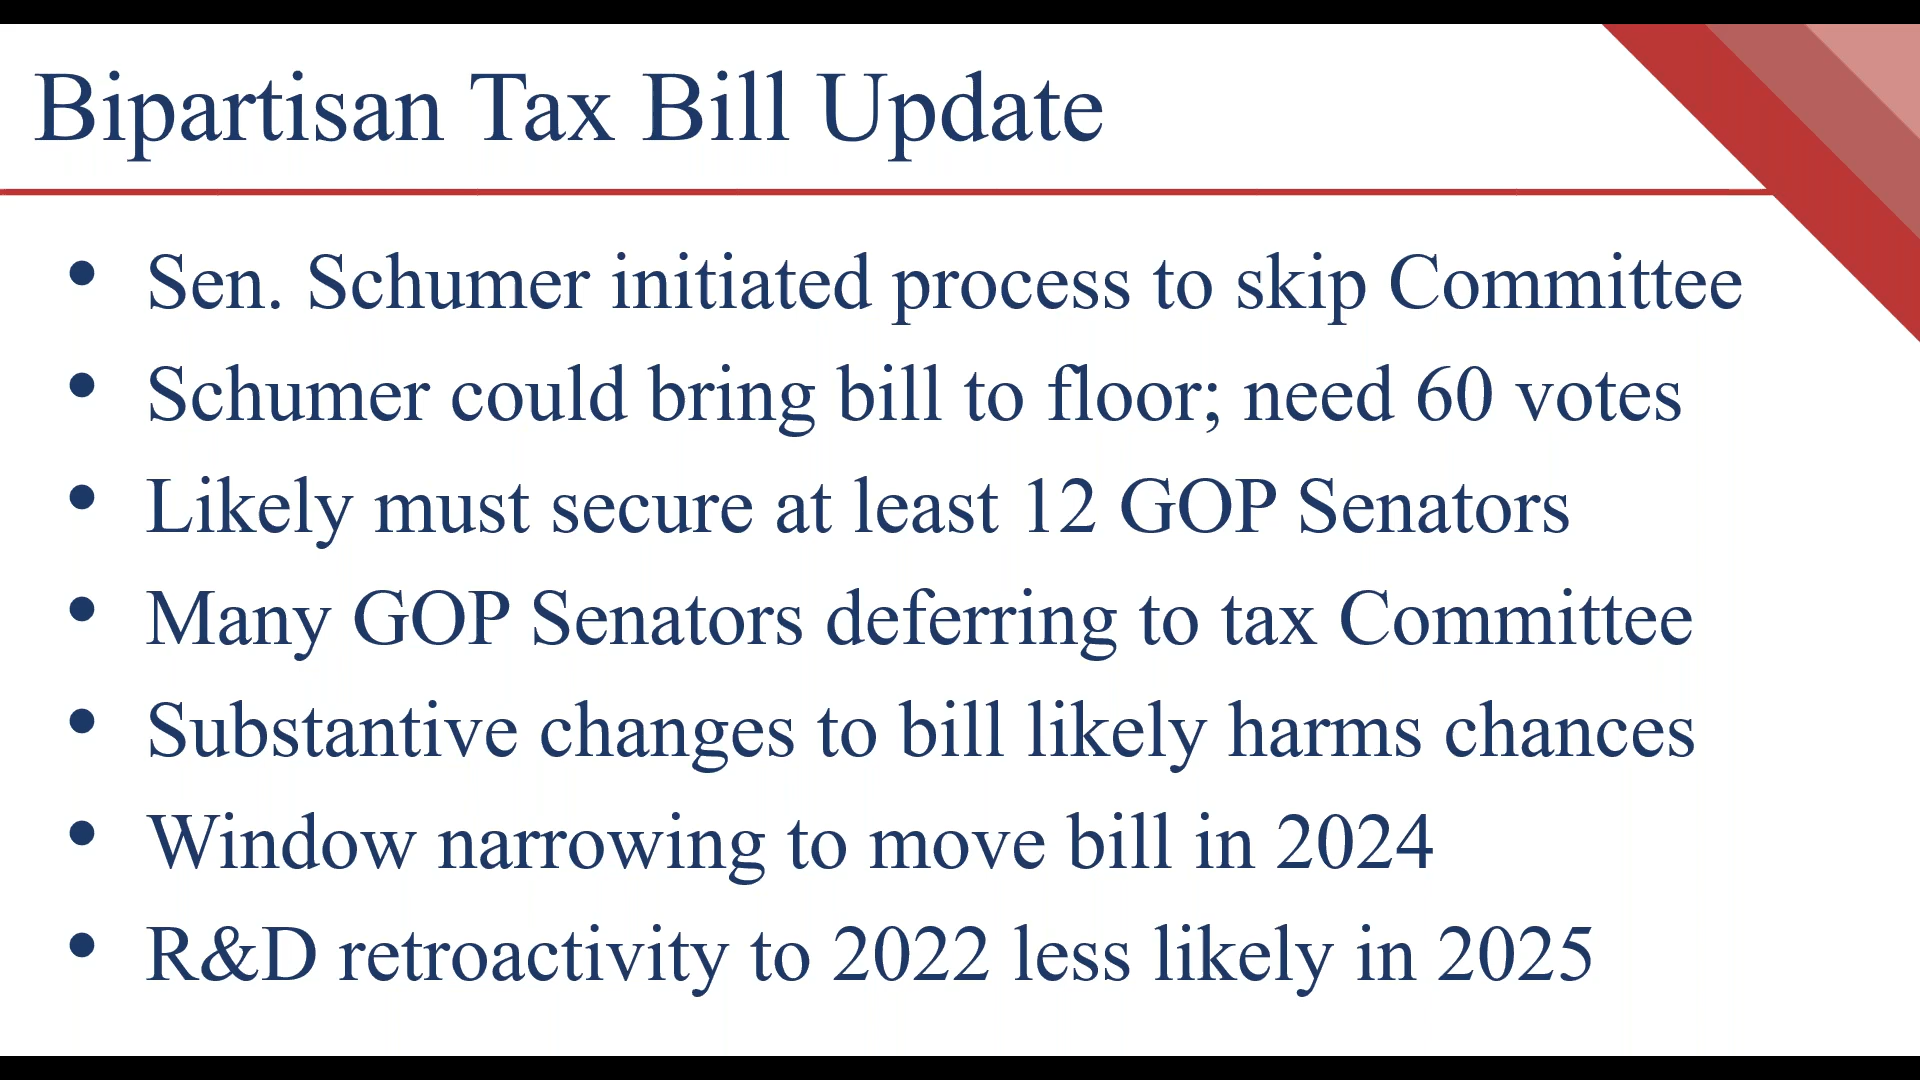 Bipartisan Tax Bill Update
• Sen. Schumer initiated process to skip Committee
• Schumer could bring bill to floor; need 60 votes
• Likely must secure at least 12 GOP Senators
• Many GOP Senators deferring to tax Committee
• Substantive changes to bill likely harms chances
• Window narrowing to move bill in 2024
• R&D retroactivity to 2022 less likely in 2025